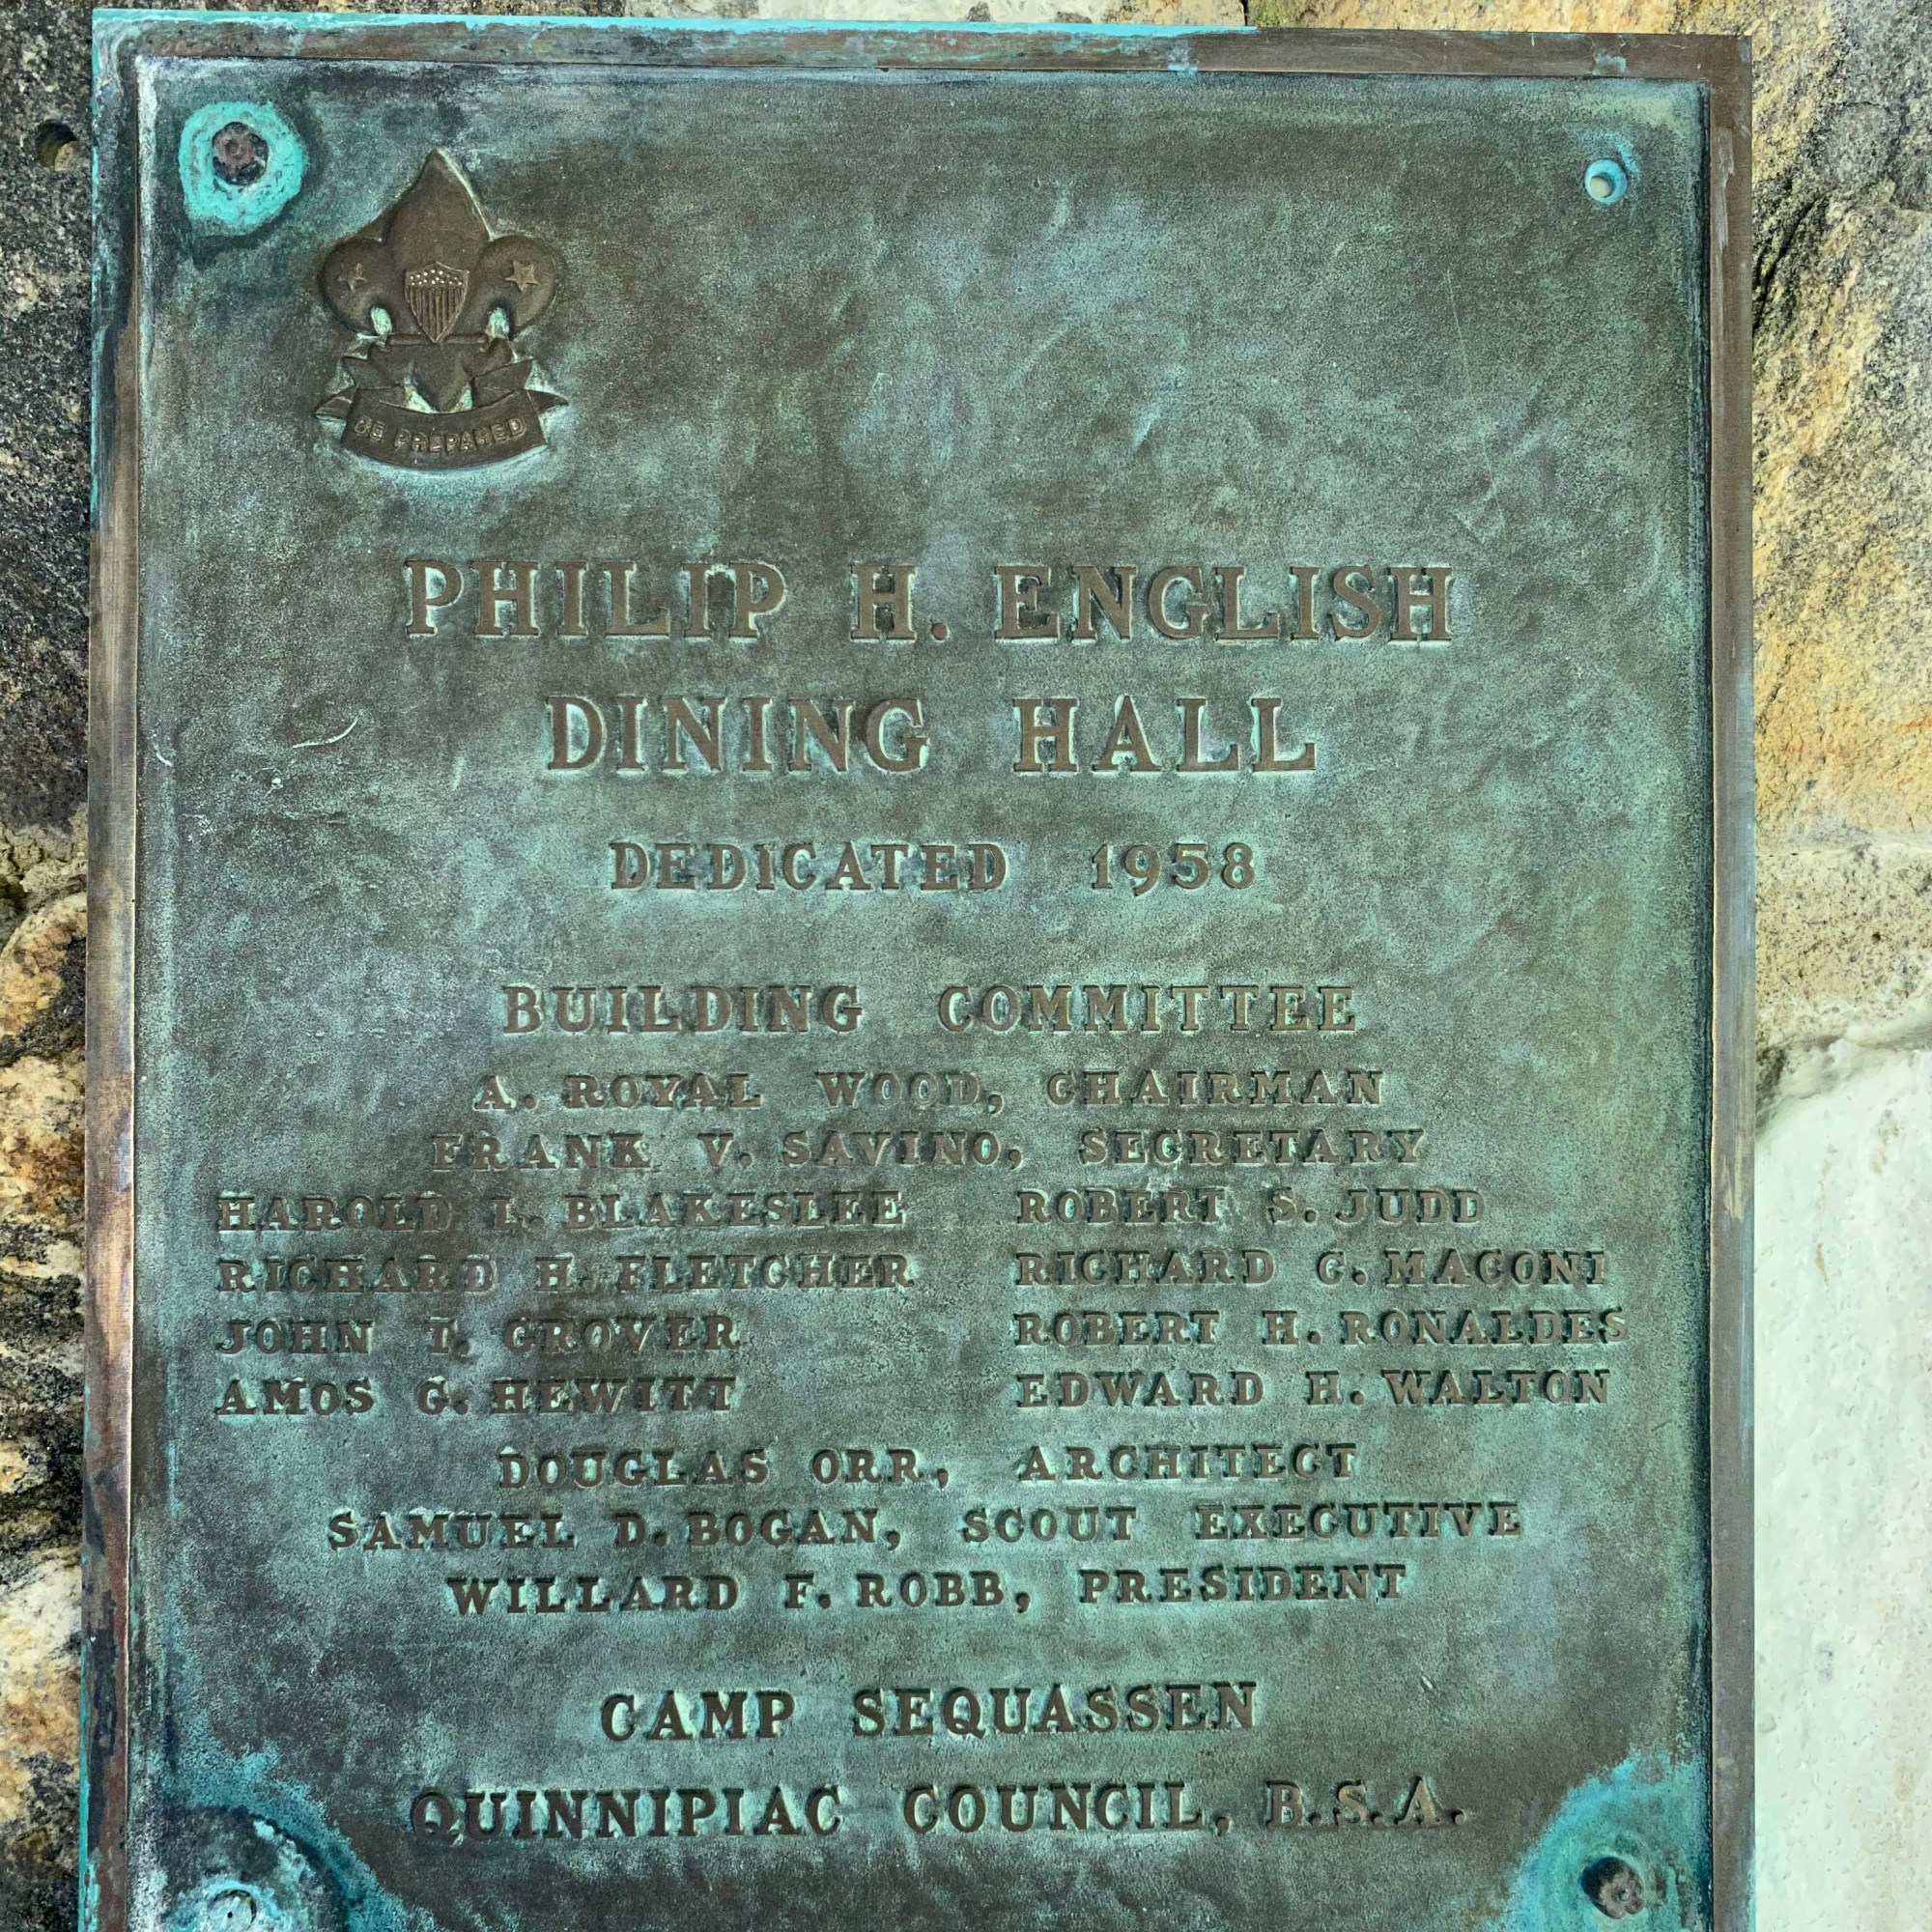 BE PREPARED
PHILIP H. ENGLISH
DINING HALL
DEDICATED 1958
BUILDING COMMITTEE
A. ROYAL WOOD, CHAIRMAN
FRANK V. SAVINO, SECRETARY
HAROLD L. BLAKESLEE ROBERT S. JUDD
RICHARD H. FLETCHER RICHARD C. MACONI
JOHN T. GROVER ROBERT H. RONALDES
AMOS G. HEWITT EDWARD H. WALTON
DOUGLAS ORR, ARCHITECT
SAMUEL D. BOGAN, SCOUT EXECUTIVE
WILLARD F. ROBB, PRESIDENT
CAMP SEQUASSEN
QUINNIPIAC COUNCIL, B.S.A.